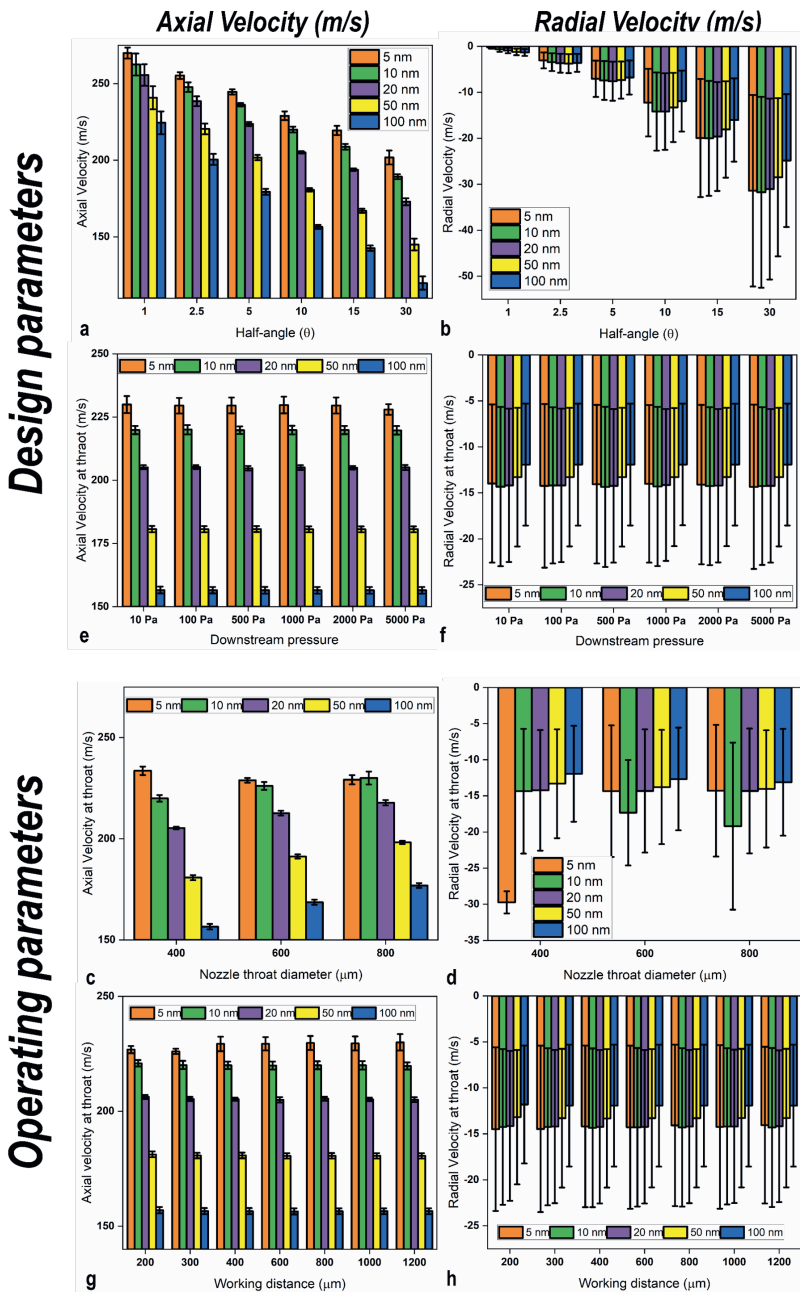 Axial Velocity (m/s)
Radial Velocity (m/s)
Design parameters
Axial Velocity (m/s)
250
200
150
5 nm
10 nm
20 nm
50 nm
100 nm
1 2.5 5 10 15 30
a
Half-angle (θ)
Radial Velocity (m/s)
0
-10
-20
-30
-40
-50
5 nm
10 nm
20 nm
50 nm
100 nm
1 2.5 5 10 15 30
b
Half-angle (θ)
Axial Velocity at thraot (m/s)
250
225
200
175
150
5 nm 10 nm 20 nm 50 nm 100 nm
10 Pa 100 Pa 500 Pa 1000 Pa 2000 Pa 5000 Pa
e
Downstream pressure
Radial Velocity at throat (m/s)
0
-5
-10
-15
-20
-25
5 nm 10 nm 20 nm 50 nm 100 nm
10 Pa 100 Pa 500 Pa 1000 Pa 2000 Pa 5000 Pa
f
Downstream pressure
Operating parameters
Axial Velocity at throat (m/s)
250
200
150
5 nm 10 nm 20 nm 50 nm 100 nm
400 600 800
c
Nozzle throat diameter (μm)
Radial Velocity at throat (m/s)
0
-5
-10
-15
-20
-25
-30
-35
5 nm
10 nm
20 nm
50 nm
100 nm
400 600 800
d
Nozzle throat diameter (μm)
Axial velocity at throat (m/s)
250
200
150
5 nm 10 nm 20 nm 50 nm 100 nm
200 300 400 600 800 1000 1200
g
Working distance (μm)
Radial Velocity at throat (m/s)
0
-5
-10
-15
-20
-25
5 nm 10 nm 20 nm 50 nm 100 nm
200 300 400 600 800 1000 1200
h
Working distance (μm)